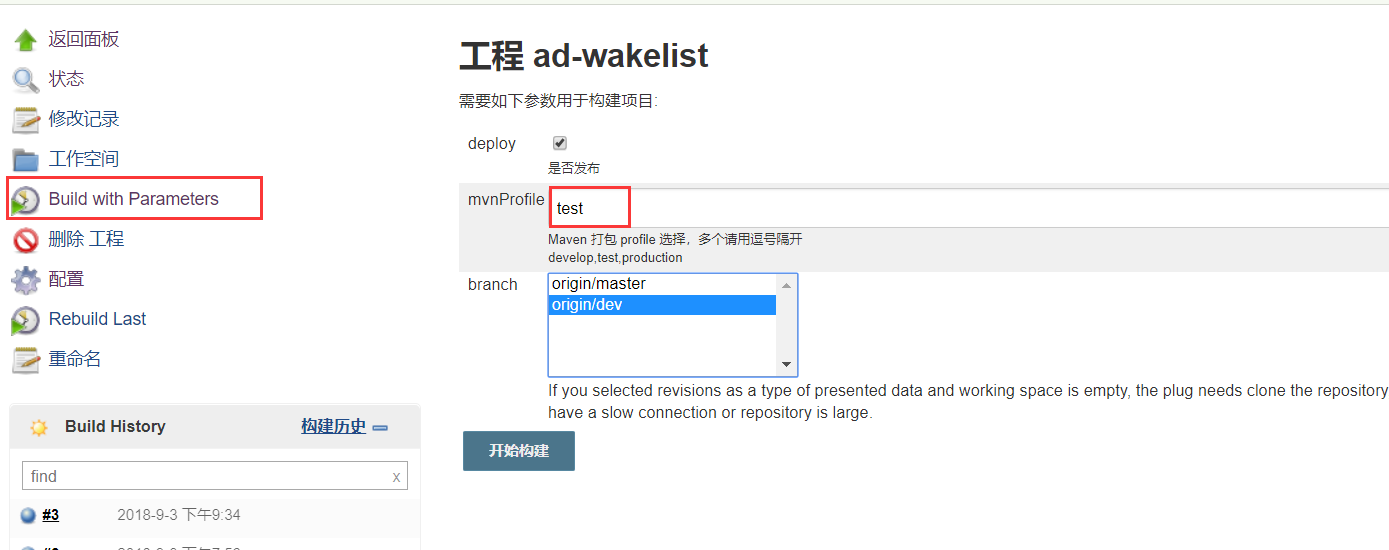 返回面板
状态
修改记录
工作空间
Build with Parameters
删除 工程
配置
Rebuild Last
重命名
Build History
构建历史
find
x
#3
2018-9-3 下午9:34
工程 ad-wakelist
需要如下参数用于构建项目:
deploy
是否发布
mvnProfile
test
Maven 打包 profile 选择，多个请用逗号隔开
develop,test,production
branch
origin/master
origin/dev
If you selected revisions as a type of presented data and working space is empty, the plug needs clone the repository
have a slow connection or repository is large.
开始构建